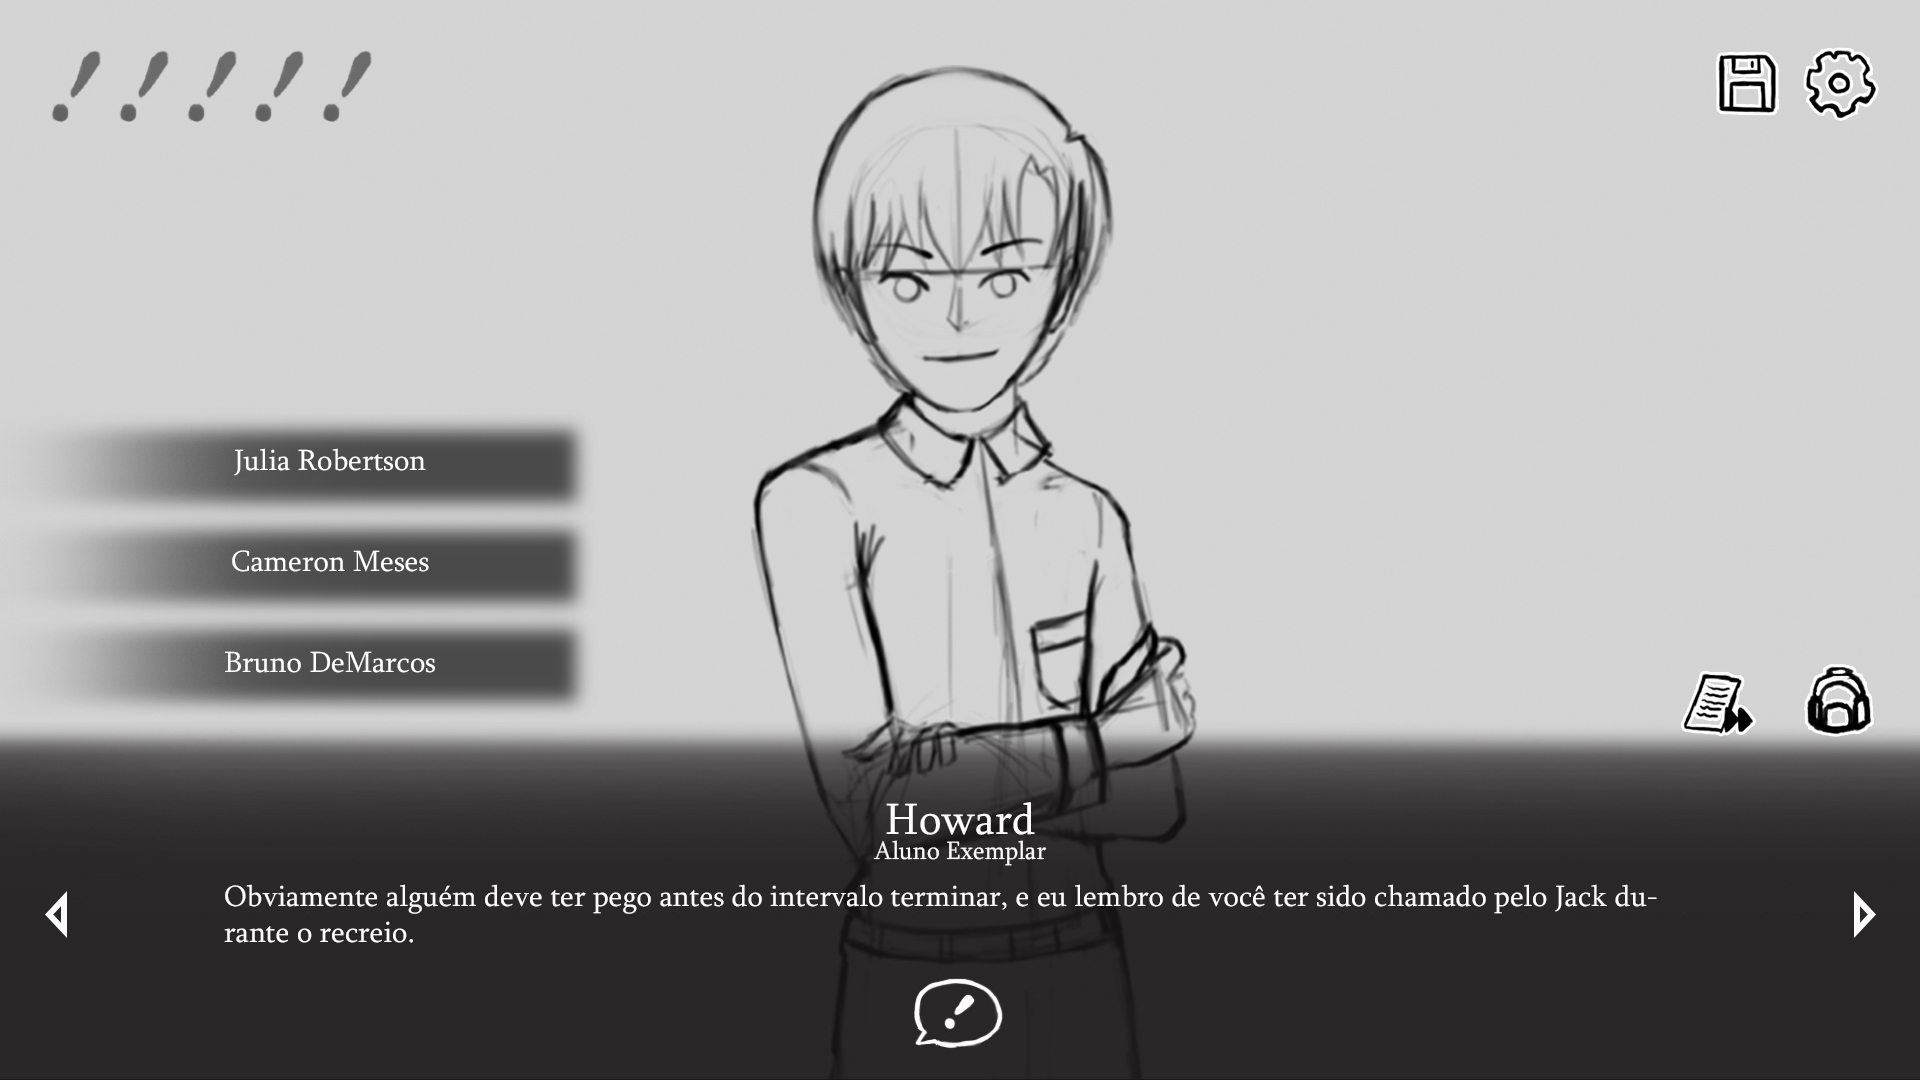 Julia Robertson
Cameron Meses
Bruno DeMarcos
Howard
Aluno Exemplar
Obviamente alguém deve ter pego antes do intervalo terminar, e eu lembro de você ter sido chamado pelo Jack du-
rante o recreio.